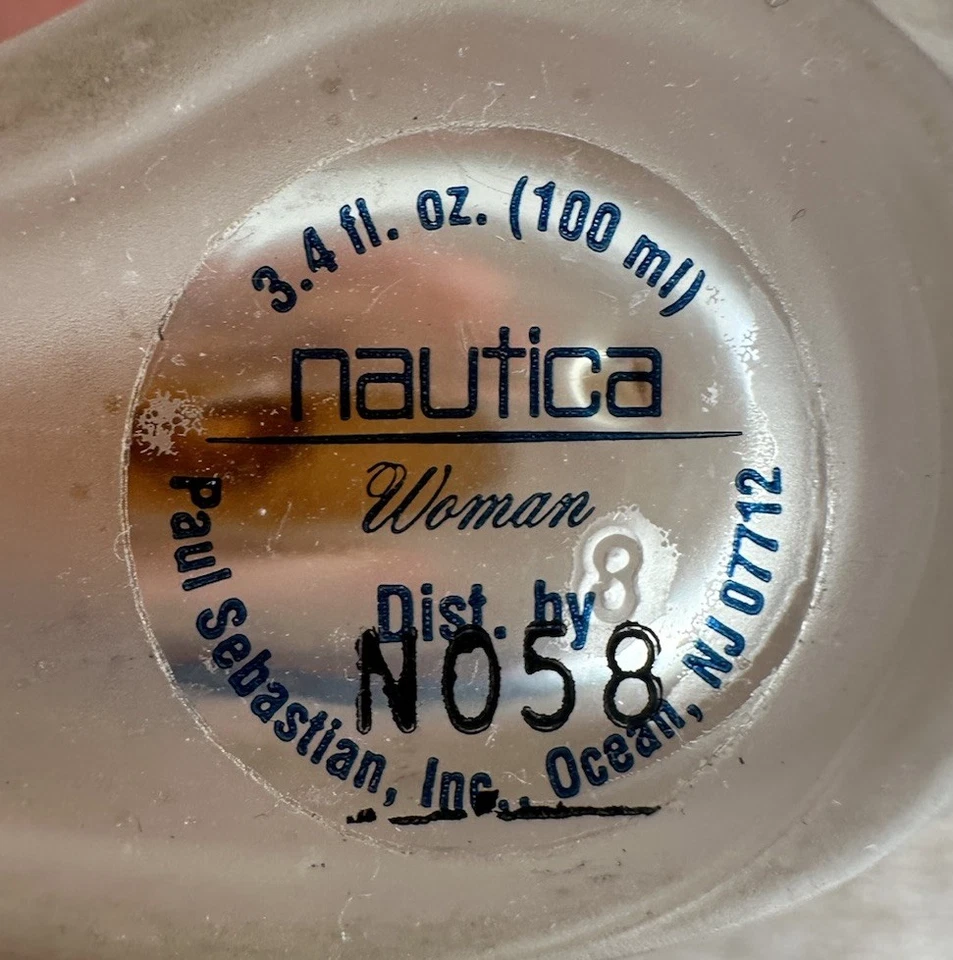 3.4 fl. oz. (100 ml)
nautica
Woman
8
Dist. by
N058
Paul Sebastian, Inc., Ocean, NJ 07712